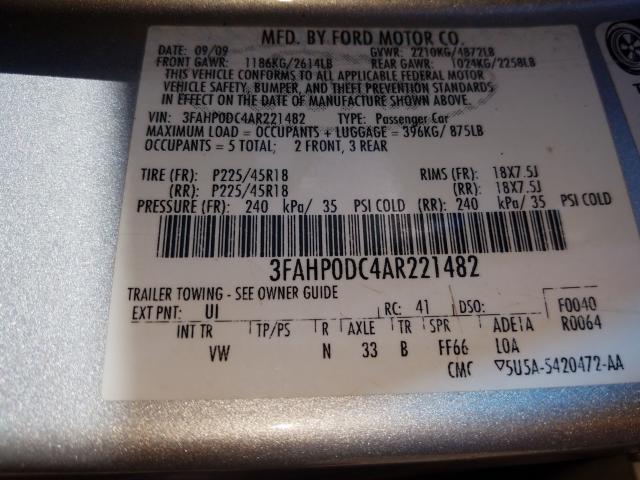 MFD. BY FORD MOTOR CO.
DATE: 09/09 GVWR: 2210KG/4872LB
FRONT GAWR: 1186KG/2614LB REAR GAWR: 1024KG/2258LB
THIS VEHICLE CONFORMS TO ALL APPLICABLE FEDERAL MOTOR
VEHICLE SAFETY, BUMPER, AND THEFT PREVENTION STANDARDS
IN EFFECT ON THE DATE OF MANUFACTURE SHOWN ABOVE.
VIN: 3FAHP0DC4AR221482 TYPE: Passenger Car
MAXIMUM LOAD = OCCUPANTS + LUGGAGE = 396KG/ 875LB
OCCUPANTS = 5 TOTAL; 2 FRONT, 3 REAR
TIRE (FR): P225/45R18 RIMS (FR): 18X7.5J
(RR): P225/45R18 (RR): 18X7.5J
PRESSURE (FR): 240 kPa/ 35 PSI COLD (RR): 240 kPa/ 35 PSI COLD
3FAHP0DC4AR221482
TRAILER TOWING - SEE OWNER GUIDE
EXT PNT: UI RC: 41 DSO: F0040
INT TR TP/PS R AXLE TR SPR ADE1A R0064
VW N 33 B FF66 LOA
CMC ▽5U5A-5420472-AA